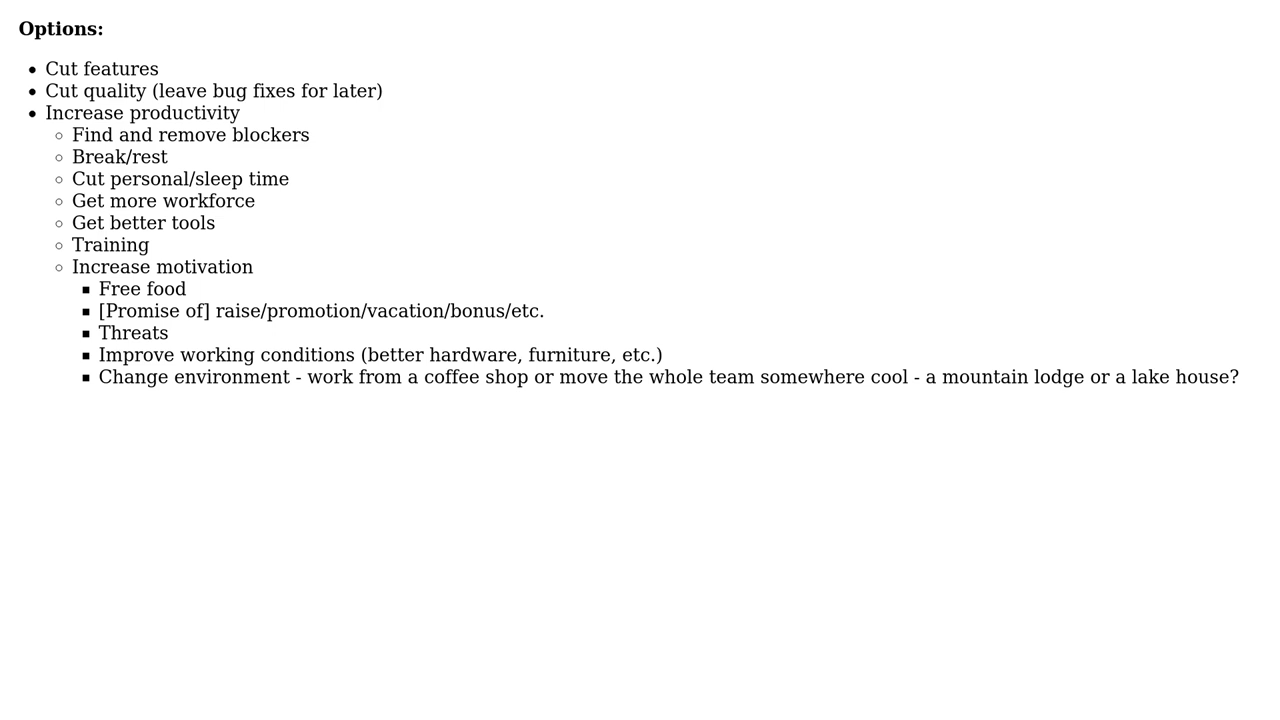 Options:
Cut features
Cut quality (leave bug fixes for later)
Increase productivity
Find and remove blockers
Break/rest
Cut personal/sleep time
Get more workforce
Get better tools
Training
Increase motivation
Free food
[Promise of] raise/promotion/vacation/bonus/etc.
Threats
Improve working conditions (better hardware, furniture, etc.)
Change environment - work from a coffee shop or move the whole team somewhere cool - a mountain lodge or a lake house?